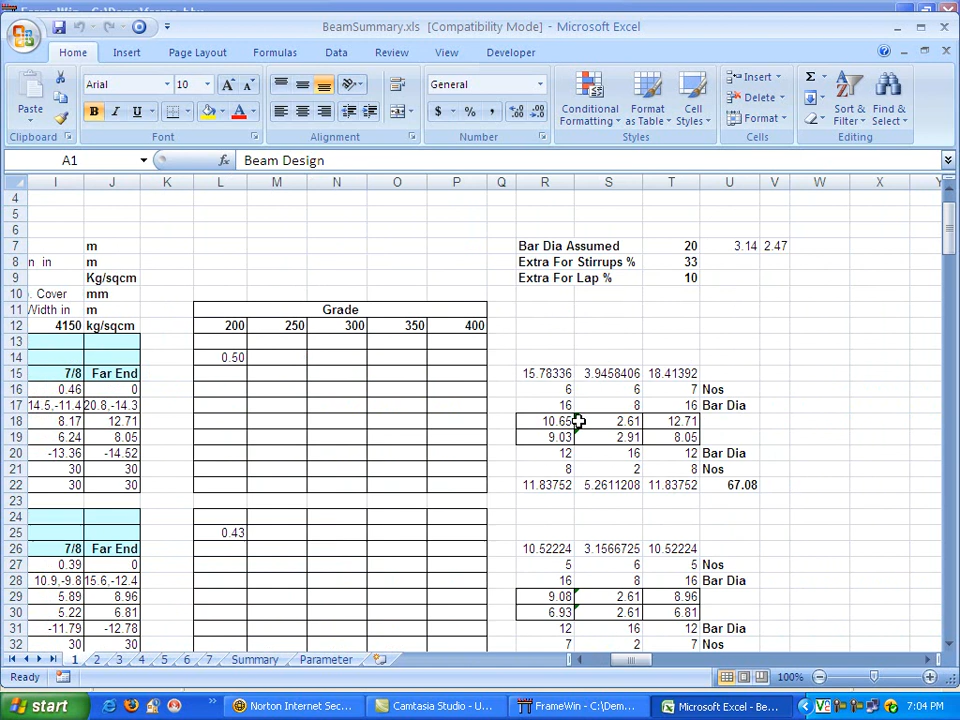 BeamSummary.xls [Compatibility Mode] - Microsoft Excel
Home Insert Page Layout Formulas Data Review View Developer
Paste Arial 10 General Conditional Formatting Format as Table Cell Styles Insert Delete Format Sort & Filter Find & Select
Clipboard Font Alignment Number Styles Cells Editing
A1 fx Beam Design
I J K L M N O P Q R S T U V W X
4
5
6
7 m Bar Dia Assumed 20 3.14 2.47
8 n in m Extra For Stirrups % 33
9 Kg/sqcm Extra For Lap % 10
10 . Cover mm
11 Width in m Grade
12 4150 kg/sqcm 200 250 300 350 400
13
14 0.50
15 7/8 Far End 15.78336 3.9458406 18.41392
16 0.46 0 6 6 7 Nos
17 14.5,-11.4 20.8,-14.3 16 8 16 Bar Dia
18 8.17 12.71 10.65 2.61 12.71
19 6.24 8.05 9.03 2.91 8.05
20 -13.36 -14.52 12 16 12 Bar Dia
21 30 30 8 2 8 Nos
22 30 30 11.83752 5.2611208 11.83752 67.08
23
24
25 0.43
26 7/8 Far End 10.52224 3.1566725 10.52224
27 0.39 0 5 6 5 Nos
28 10.9,-9.8 15.6,-12.4 16 8 16 Bar Dia
29 5.89 8.96 9.08 2.61 8.96
30 5.22 6.81 6.93 2.61 6.81
31 -11.79 -12.78 12 16 12 Bar Dia
32 30 30 7 2 7 Nos
1 2 3 4 5 6 7 Summary Parameter
Ready 100%
start Norton Internet Sec... Camtasia Studio - U... FrameWin - C:\Dem... Microsoft Excel - Be... 7:04 PM